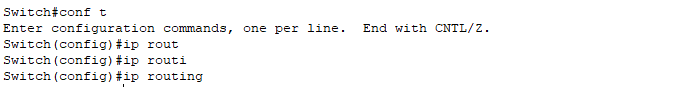 Switch#conf t
Enter configuration commands, one per line.  End with CNTL/Z.
Switch(config)#ip rout
Switch(config)#ip routi
Switch(config)#ip routing